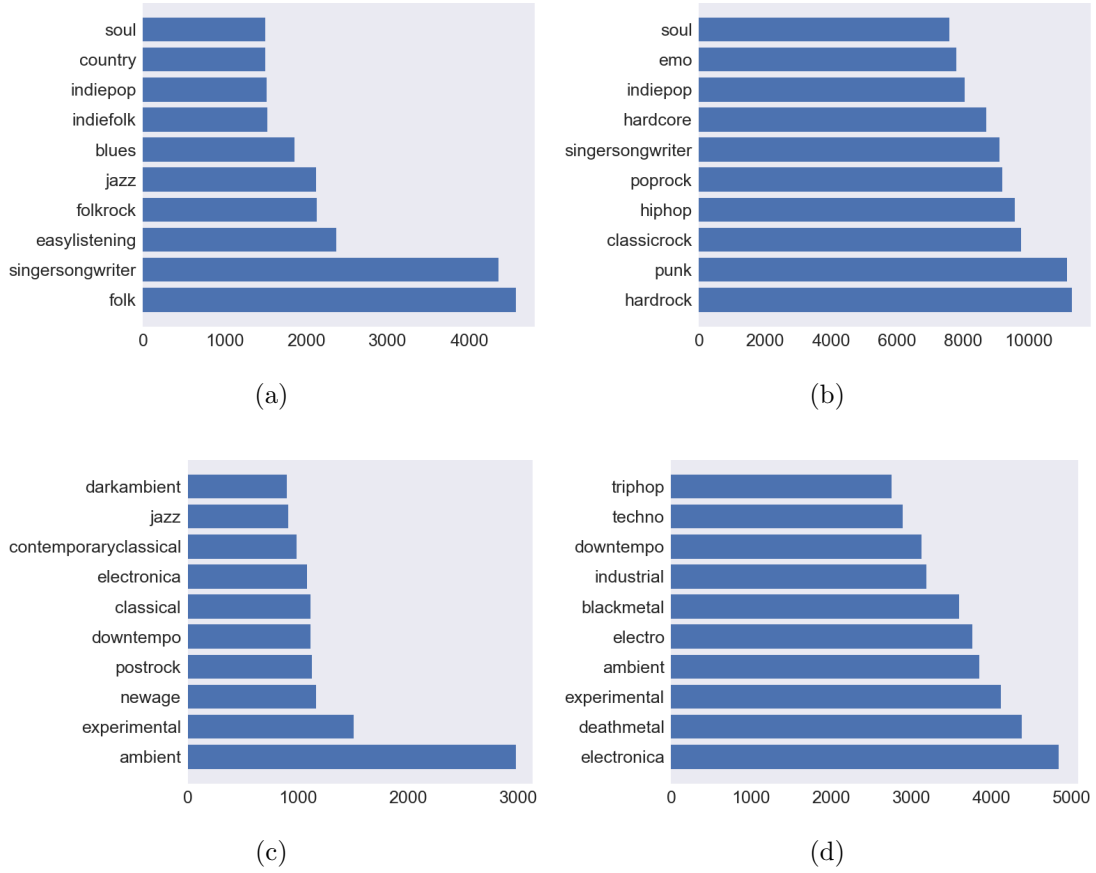 soul
country
indiepop
indiefolk
blues
jazz
folkrock
easylistening
singersongwriter
folk
0 1000 2000 3000 4000
(a)
soul
emo
indiepop
hardcore
singersongwriter
poprock
hiphop
classicrock
punk
hardrock
0 2000 4000 6000 8000 10000
(b)
darkambient
jazz
contemporaryclassical
electronica
classical
downtempo
postrock
newage
experimental
ambient
0 1000 2000 3000
(c)
triphop
techno
downtempo
industrial
blackmetal
electro
ambient
experimental
deathmetal
electronica
0 1000 2000 3000 4000 5000
(d)